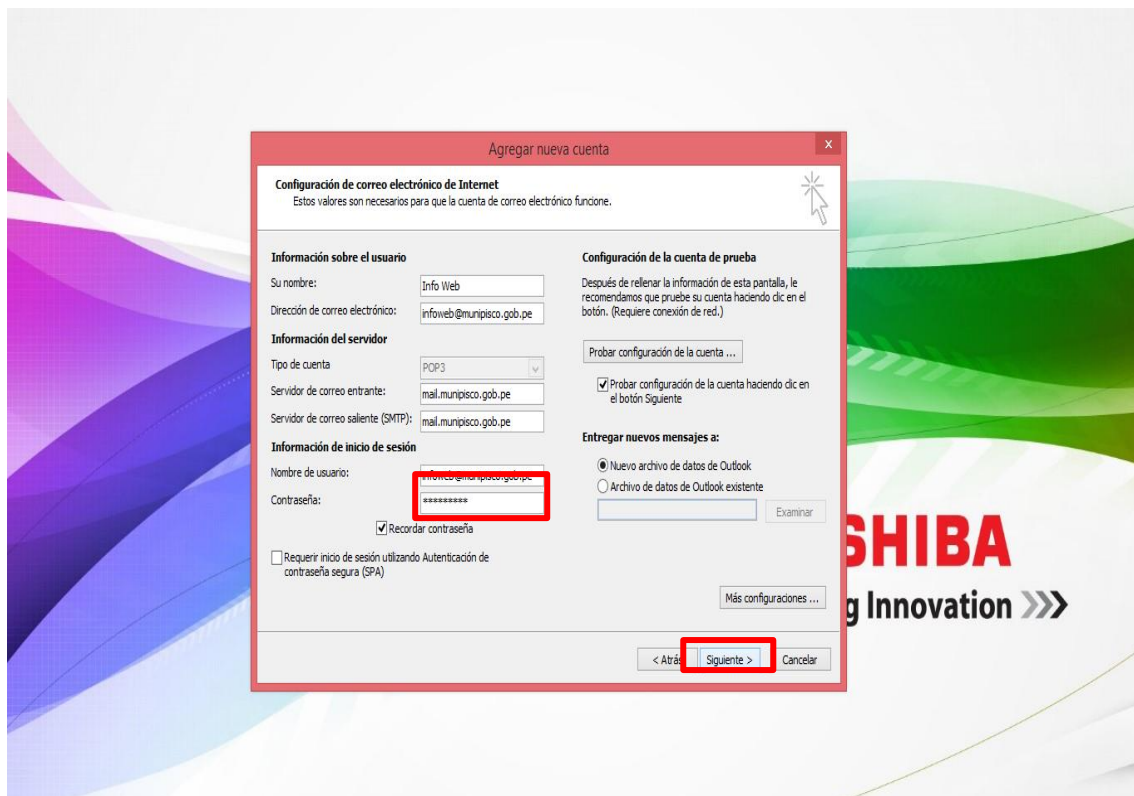 Agregar nueva cuenta
x
Configuración de correo electrónico de Internet
Estos valores son necesarios para que la cuenta de correo electrónico funcione.
Información sobre el usuario
Su nombre:
Info Web
Dirección de correo electrónico:
infoweb@munipisco.gob.pe
Información del servidor
Tipo de cuenta
POP3
Servidor de correo entrante:
mail.munipisco.gob.pe
Servidor de correo saliente (SMTP):
mail.munipisco.gob.pe
Información de inicio de sesión
Nombre de usuario:
infoweb@munipisco.gob.pe
Contraseña:
*********
Recordar contraseña
Requerir inicio de sesión utilizando Autenticación de
contraseña segura (SPA)
Configuración de la cuenta de prueba
Después de rellenar la información de esta pantalla, le
recomendamos que pruebe su cuenta haciendo clic en el
botón. (Requiere conexión de red.)
Probar configuración de la cuenta ...
Probar configuración de la cuenta haciendo clic en
el botón Siguiente
Entregar nuevos mensajes a:
Nuevo archivo de datos de Outlook
Archivo de datos de Outlook existente
Examinar
Más configuraciones ...
< Atrás
Siguiente >
Cancelar
SHIBA
g Innovation >>>